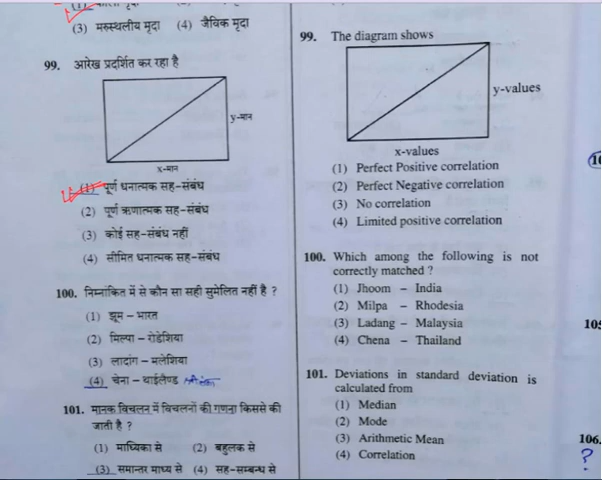 (1) काली मृदा
(3) मरुस्थलीय मृदा (4) जैविक मृदा
99. आरेख प्रदर्शित कर रहा है
y-मान
x-मान
(1) पूर्ण धनात्मक सह-संबंध
(2) पूर्ण ऋणात्मक सह-संबंध
(3) कोई सह-संबंध नहीं
(4) सीमित धनात्मक सह-संबंध
100. निम्नांकित में से कौन सा सही सुमेलित नहीं है ?
(1) झूम – भारत
(2) मिल्पा – रोडेशिया
(3) लादांग – मलेशिया
(4) चेना – थाईलैण्ड
101. मानक विचलन में विचलनों की गणना किससे की
जाती है ?
(1) माध्यिका से (2) बहुलक से
(3) समान्तर माध्य से (4) सह-सम्बन्ध से
99. The diagram shows
y-values
x-values
(1) Perfect Positive correlation
(2) Perfect Negative correlation
(3) No correlation
(4) Limited positive correlation
100. Which among the following is not
correctly matched ?
(1) Jhoom – India
(2) Milpa – Rhodesia
(3) Ladang – Malaysia
(4) Chena – Thailand
101. Deviations in standard deviation is
calculated from
(1) Median
(2) Mode
(3) Arithmetic Mean
(4) Correlation
10
105
106.
?